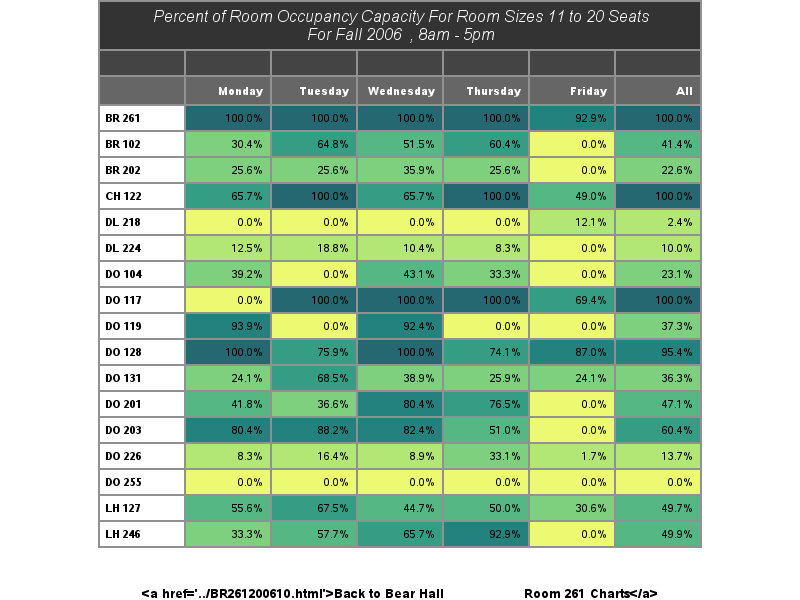 Percent of Room Occupancy Capacity For Room Sizes 11 to 20 Seats
For Fall 2006 , 8am - 5pm
Monday Tuesday Wednesday Thursday Friday All
BR 261 100.0% 100.0% 100.0% 100.0% 92.9% 100.0%
BR 102 30.4% 64.8% 51.5% 60.4% 0.0% 41.4%
BR 202 25.6% 25.6% 35.9% 25.6% 0.0% 22.6%
CH 122 65.7% 100.0% 65.7% 100.0% 49.0% 100.0%
DL 218 0.0% 0.0% 0.0% 0.0% 12.1% 2.4%
DL 224 12.5% 18.8% 10.4% 8.3% 0.0% 10.0%
DO 104 39.2% 0.0% 43.1% 33.3% 0.0% 23.1%
DO 117 0.0% 100.0% 100.0% 100.0% 69.4% 100.0%
DO 119 93.9% 0.0% 92.4% 0.0% 0.0% 37.3%
DO 128 100.0% 75.9% 100.0% 74.1% 87.0% 95.4%
DO 131 24.1% 68.5% 38.9% 25.9% 24.1% 36.3%
DO 201 41.8% 36.6% 80.4% 76.5% 0.0% 47.1%
DO 203 80.4% 88.2% 82.4% 51.0% 0.0% 60.4%
DO 226 8.3% 16.4% 8.9% 33.1% 1.7% 13.7%
DO 255 0.0% 0.0% 0.0% 0.0% 0.0% 0.0%
LH 127 55.6% 67.5% 44.7% 50.0% 30.6% 49.7%
LH 246 33.3% 57.7% 65.7% 92.9% 0.0% 49.9%
<a href='../BR261200610.html'>Back to Bear Hall Room 261 Charts</a>